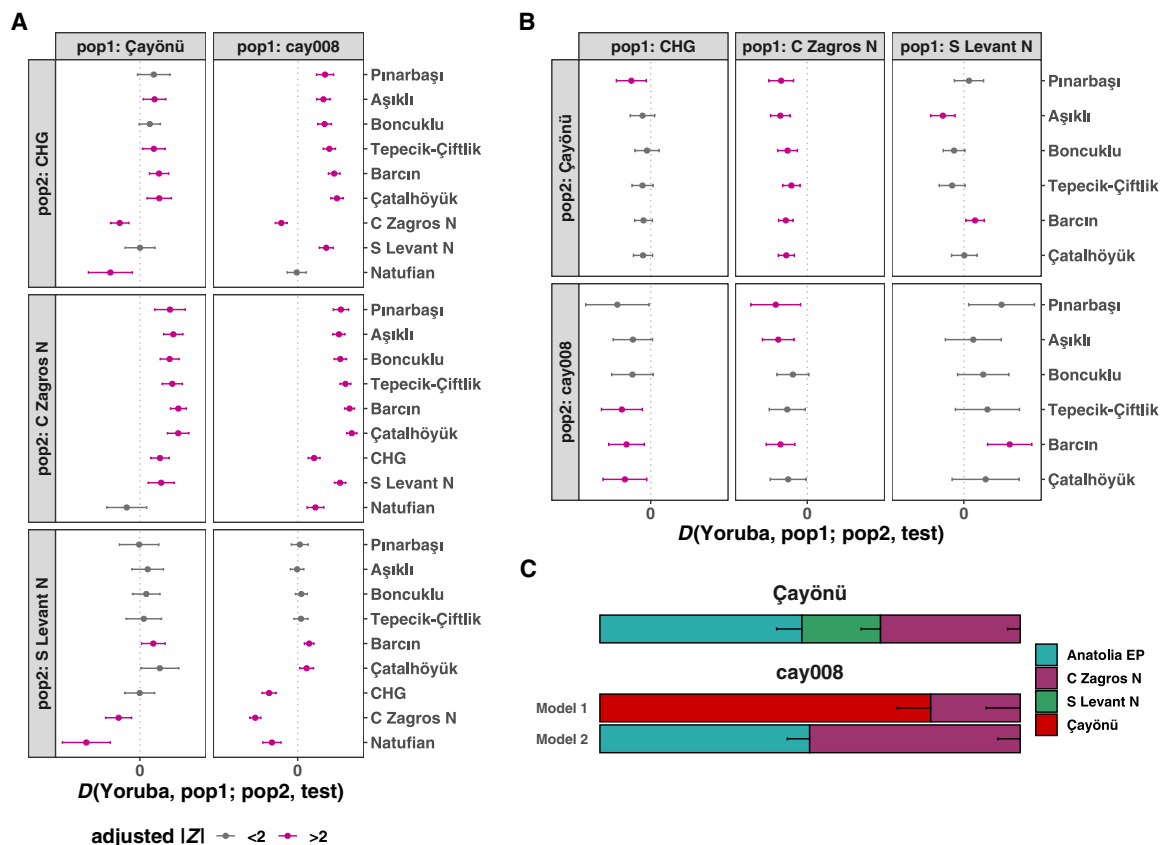 A
pop1: Çayönü
pop1: cay008
pop2: CHG
Pınarbaşı
Aşıklı
Boncuklu
Tepecik-Çiftlik
Barcın
Çatalhöyük
C Zagros N
S Levant N
Natufian
pop2: C Zagros N
Pınarbaşı
Aşıklı
Boncuklu
Tepecik-Çiftlik
Barcın
Çatalhöyük
CHG
S Levant N
Natufian
pop2: S Levant N
Pınarbaşı
Aşıklı
Boncuklu
Tepecik-Çiftlik
Barcın
Çatalhöyük
CHG
C Zagros N
Natufian
0
0
D(Yoruba, pop1; pop2, test)
adjusted |Z| <2 >2
B
pop1: CHG
pop1: C Zagros N
pop1: S Levant N
pop2: Çayönü
Pınarbaşı
Aşıklı
Boncuklu
Tepecik-Çiftlik
Barcın
Çatalhöyük
pop2: cay008
Pınarbaşı
Aşıklı
Boncuklu
Tepecik-Çiftlik
Barcın
Çatalhöyük
0
0
0
D(Yoruba, pop1; pop2, test)
C
Çayönü
cay008
Model 1
Model 2
Anatolia EP
C Zagros N
S Levant N
Çayönü